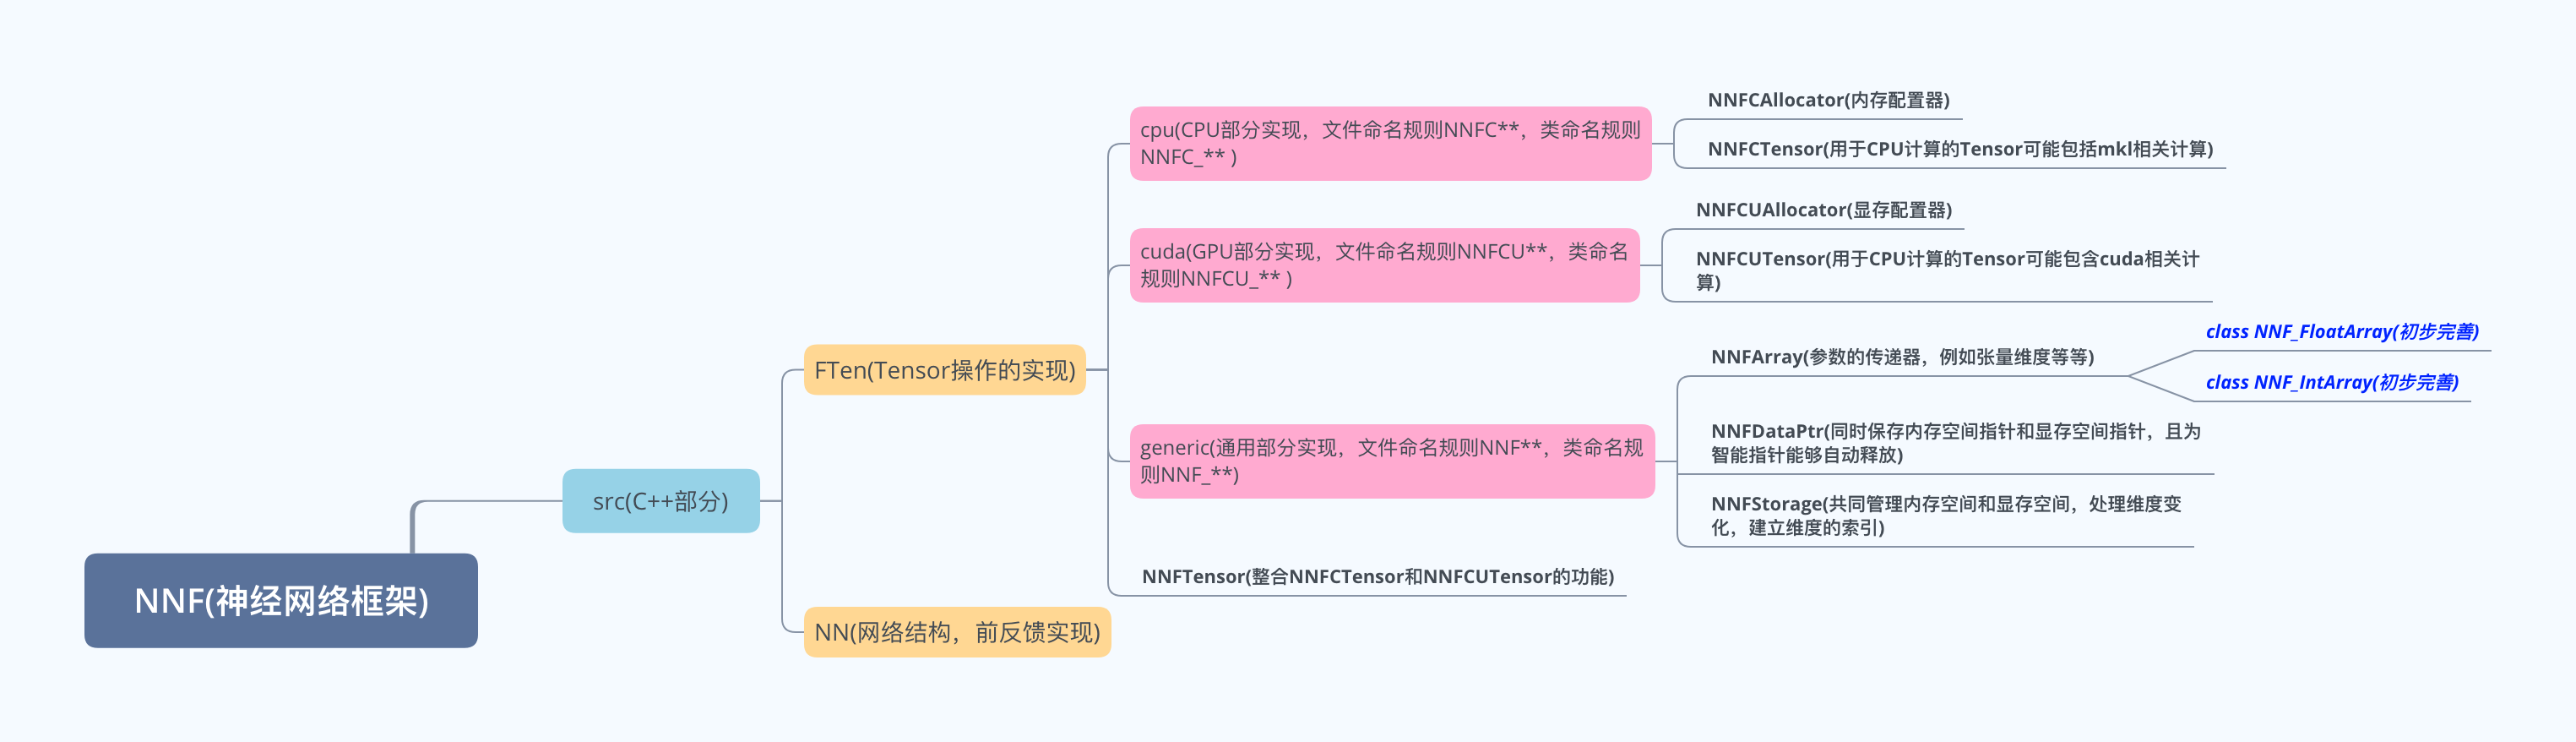 NNF(神经网络框架)
src(C++部分)
FTen(Tensor操作的实现)
cpu(CPU部分实现，文件命名规则NNFC**，类命名规则
NNFC_** )
NNFCAllocator(内存配置器)
NNFCTensor(用于CPU计算的Tensor可能包括mkl相关计算)
cuda(GPU部分实现，文件命名规则NNFCU**，类命名
规则NNFCU_** )
NNFCUAllocator(显存配置器)
NNFCUTensor(用于CPU计算的Tensor可能包含cuda相关计
算)
generic(通用部分实现，文件命名规则NNF**，类命名规
则NNF_**)
NNFArray(参数的传递器，例如张量维度等等)
class NNF_FloatArray(初步完善)
class NNF_IntArray(初步完善)
NNFDataPtr(同时保存内存空间指针和显存空间指针，且为
智能指针能够自动释放)
NNFStorage(共同管理内存空间和显存空间，处理维度变
化，建立维度的索引)
NNFTensor(整合NNFCTensor和NNFCUTensor的功能)
NN(网络结构，前反馈实现)